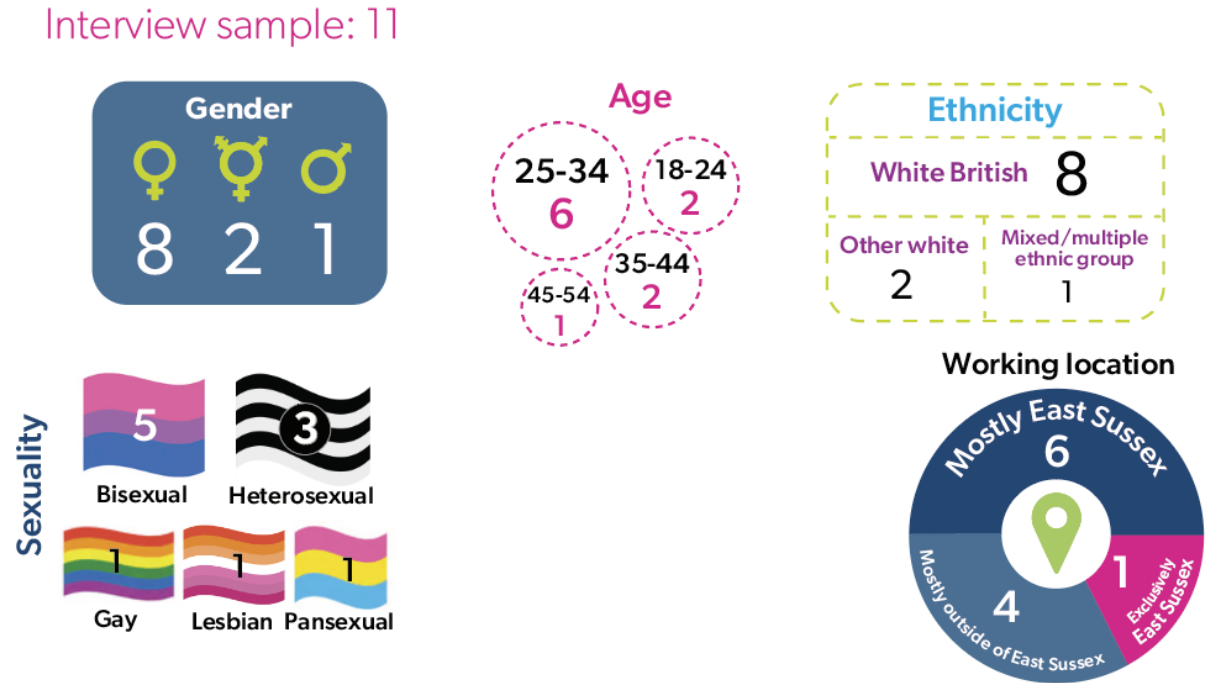 Interview sample: 11
Gender
8 2 1
Age
25-34
6
18-24
2
35-44
2
45-54
1
Ethnicity
White British 8
Other white
2
Mixed/multiple
ethnic group
1
Sexuality
5
Bisexual
3
Heterosexual
1
Gay
1
Lesbian
1
Pansexual
Working location
Mostly East Sussex
6
1
Exclusively
East Sussex
4
Mostly outside of East Sussex